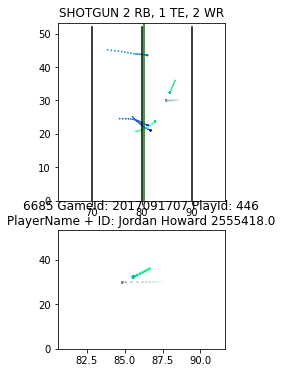 SHOTGUN 2 RB, 1 TE, 2 WR
50
40
30
20
10
0
70 80 90
6685 GameId: 2017091707 PlayId: 446
PlayerName + ID: Jordan Howard 2555418.0
40
20
0
82.5 85.0 87.5 90.0